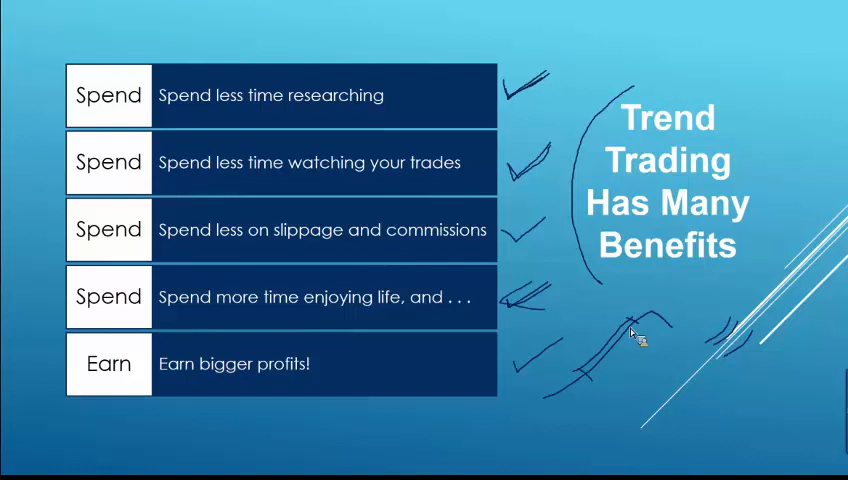 Spend Spend less time researching
Spend Spend less time watching your trades
Spend Spend less on slippage and commissions
Spend Spend more time enjoying life, and . . .
Earn Earn bigger profits!
Trend
Trading
Has Many
Benefits